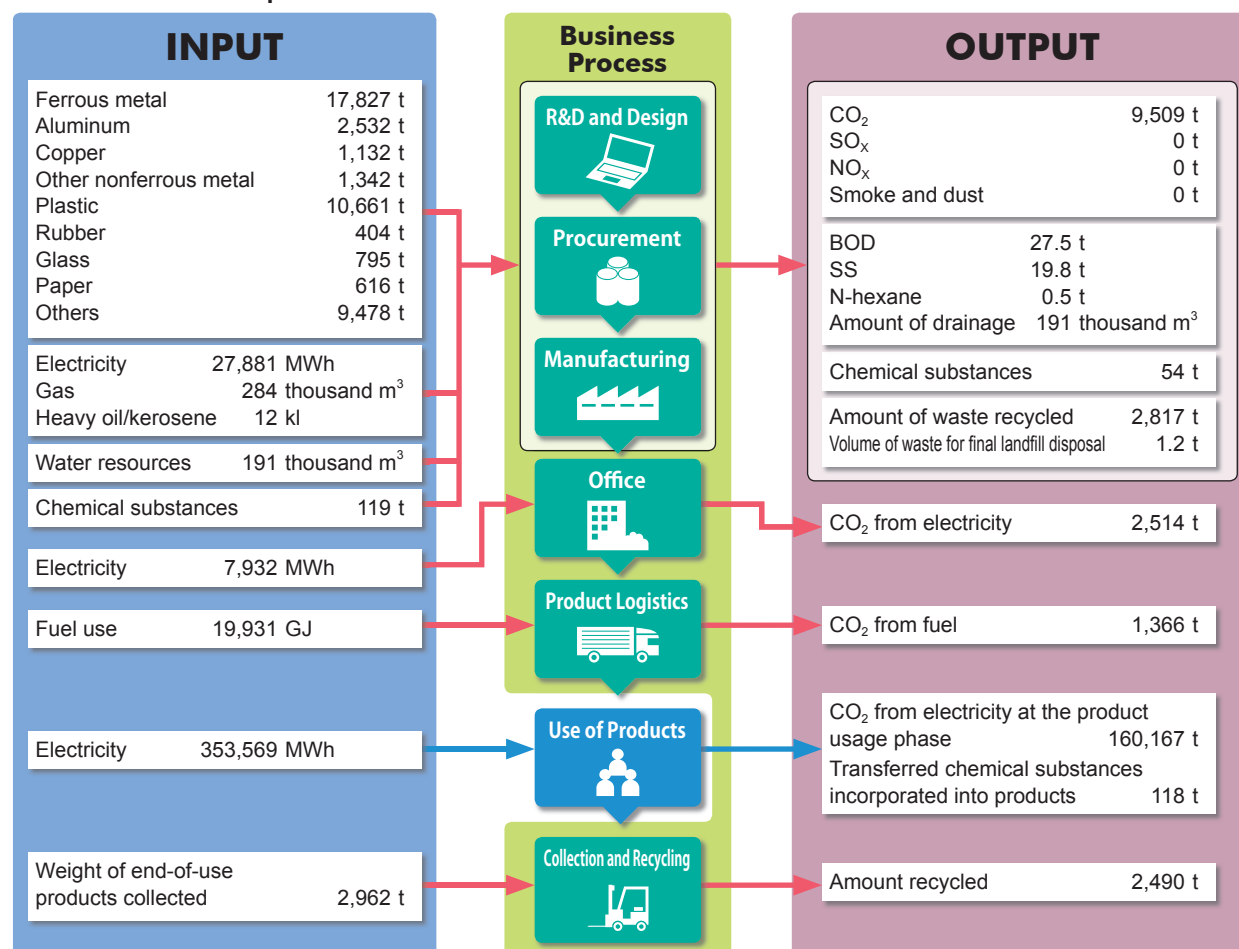 INPUT
Ferrous metal 17,827 t
Aluminum 2,532 t
Copper 1,132 t
Other nonferrous metal 1,342 t
Plastic 10,661 t
Rubber 404 t
Glass 795 t
Paper 616 t
Others 9,478 t
Electricity 27,881 MWh
Gas 284 thousand m³
Heavy oil/kerosene 12 kl
Water resources 191 thousand m³
Chemical substances 119 t
Electricity 7,932 MWh
Fuel use 19,931 GJ
Electricity 353,569 MWh
Weight of end-of-use
products collected 2,962 t
Business
Process
R&D and Design
Procurement
Manufacturing
Office
Product Logistics
Use of Products
Collection and Recycling
OUTPUT
CO₂ 9,509 t
SOₓ 0 t
NOₓ 0 t
Smoke and dust 0 t
BOD 27.5 t
SS 19.8 t
N-hexane 0.5 t
Amount of drainage 191 thousand m³
Chemical substances 54 t
Amount of waste recycled 2,817 t
Volume of waste for final landfill disposal 1.2 t
CO₂ from electricity 2,514 t
CO₂ from fuel 1,366 t
CO₂ from electricity at the product
usage phase 160,167 t
Transferred chemical substances
incorporated into products 118 t
Amount recycled 2,490 t